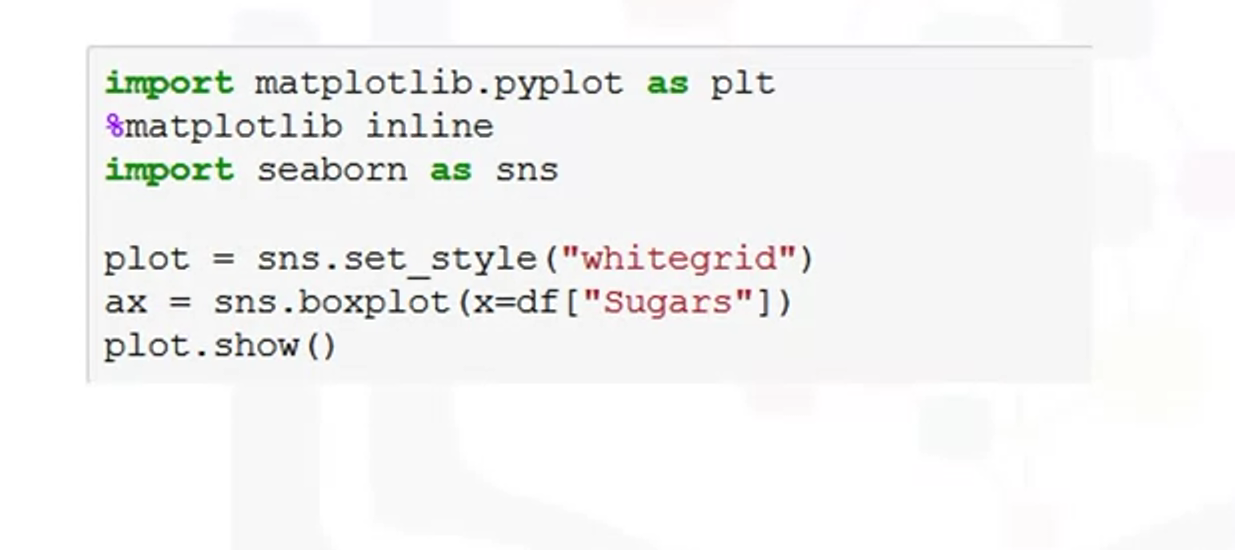 import matplotlib.pyplot as plt
%matplotlib inline
import seaborn as sns
plot = sns.set_style("whitegrid")
ax = sns.boxplot(x=df["Sugars"])
plot.show()